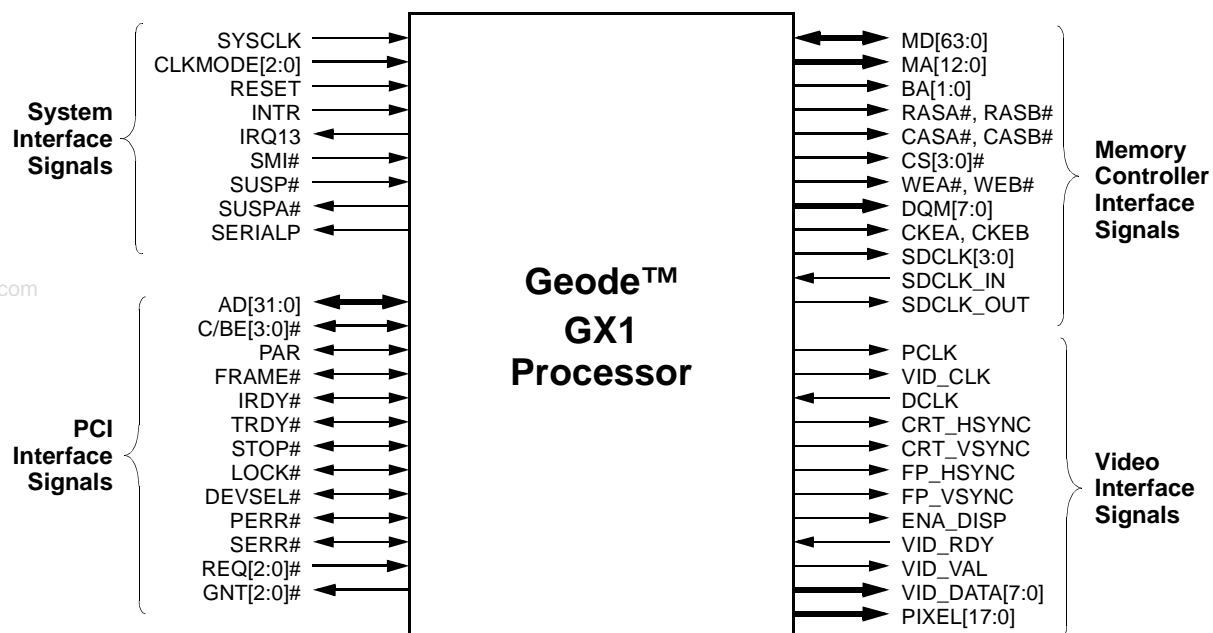 System
Interface
Signals
SYSCLK
CLKMODE[2:0]
RESET
INTR
IRQ13
SMI#
SUSP#
SUSPA#
SERIALP
com
PCI
Interface
Signals
AD[31:0]
C/BE[3:0]#
PAR
FRAME#
IRDY#
TRDY#
STOP#
LOCK#
DEVSEL#
PERR#
SERR#
REQ[2:0]#
GNT[2:0]#
Geode™
GX1
Processor
MD[63:0]
MA[12:0]
BA[1:0]
RASA#, RASB#
CASA#, CASB#
CS[3:0]#
WEA#, WEB#
DQM[7:0]
CKEA, CKEB
SDCLK[3:0]
SDCLK_IN
SDCLK_OUT
Memory
Controller
Interface
Signals
PCLK
VID_CLK
DCLK
CRT_HSYNC
CRT_VSYNC
FP_HSYNC
FP_VSYNC
ENA_DISP
VID_RDY
VID_VAL
VID_DATA[7:0]
PIXEL[17:0]
Video
Interface
Signals